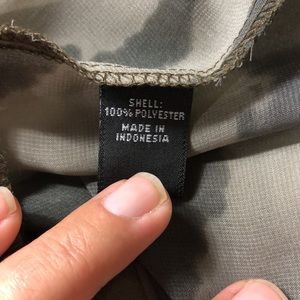 SHELL:
100% POLYESTER
MADE IN
INDONESIA